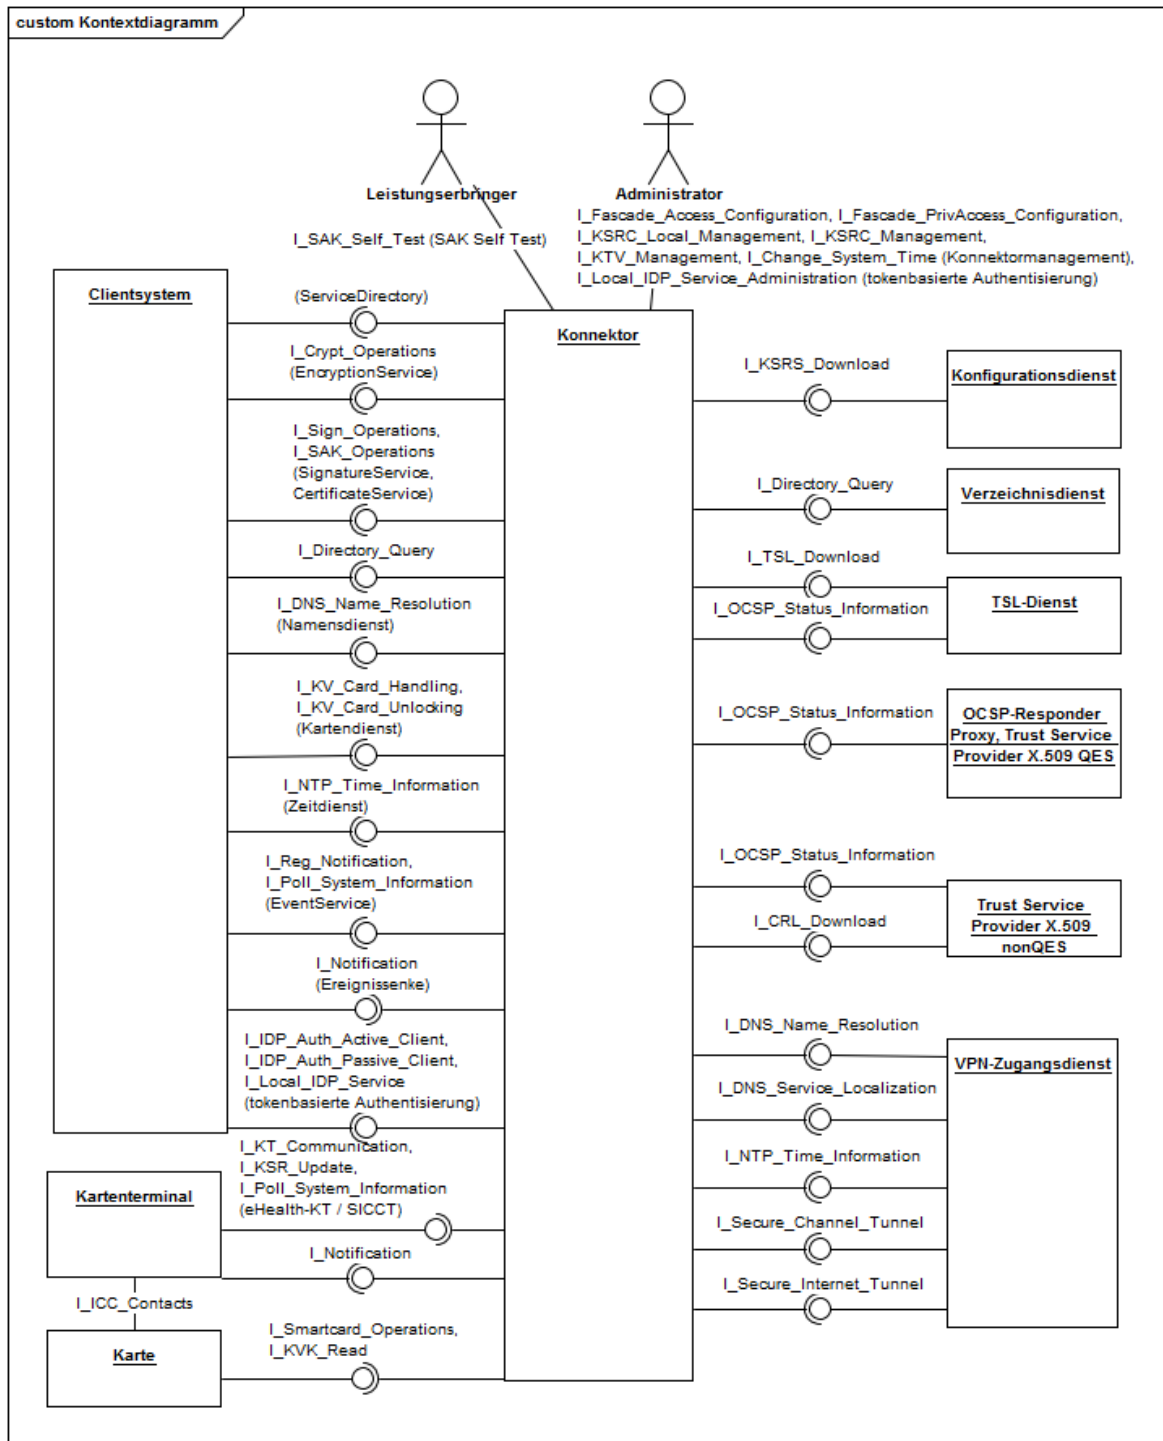 custom Kontextdiagramm
Leistungserbringer
Administrator
I_SAK_Self_Test (SAK Self Test)
I_Fascade_Access_Configuration, I_Fascade_PrivAccess_Configuration,
I_KSRC_Local_Management, I_KSRC_Management,
I_KTV_Management, I_Change_System_Time (Konnektormanagement),
I_Local_IDP_Service_Administration (tokenbasierte Authentisierung)
Clientsystem
(ServiceDirectory)
I_Crypt_Operations
(EncryptionService)
I_Sign_Operations,
I_SAK_Operations
(SignatureService,
CertificateService)
I_Directory_Query
I_DNS_Name_Resolution
(Namensdienst)
I_KV_Card_Handling,
I_KV_Card_Unlocking
(Kartendienst)
I_NTP_Time_Information
(Zeitdienst)
I_Reg_Notification,
I_Poll_System_Information
(EventService)
I_Notification
(Ereignissenke)
I_IDP_Auth_Active_Client,
I_IDP_Auth_Passive_Client,
I_Local_IDP_Service
(tokenbasierte Authentisierung)
I_KT_Communication,
I_KSR_Update,
I_Poll_System_Information
(eHealth-KT / SICCT)
Kartenterminal
I_Notification
I_ICC_Contacts
Karte
I_Smartcard_Operations,
I_KVK_Read
Konnektor
I_KSRS_Download
Konfigurationsdienst
I_Directory_Query
Verzeichnisdienst
I_TSL_Download
I_OCSP_Status_Information
TSL-Dienst
I_OCSP_Status_Information
OCSP-Responder
Proxy, Trust Service
Provider X.509 QES
I_OCSP_Status_Information
I_CRL_Download
Trust Service
Provider X.509
nonQES
I_DNS_Name_Resolution
VPN-Zugangsdienst
I_DNS_Service_Localization
I_NTP_Time_Information
I_Secure_Channel_Tunnel
I_Secure_Internet_Tunnel